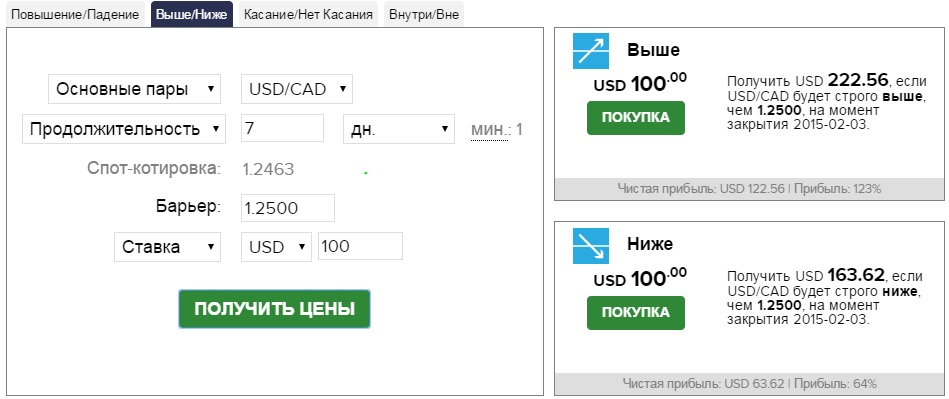 Повышение/Падение Выше/Ниже Касание/Нет Касания Внутри/Вне
Основные пары USD/CAD
Продолжительность 7 дн. мин.: 1
Спот-котировка: 1.2463
Барьер: 1.2500
Ставка USD 100
ПОЛУЧИТЬ ЦЕНЫ
Выше
USD 100.00
ПОКУПКА
Получить USD 222.56, если
USD/CAD будет строго выше,
чем 1.2500, на момент
закрытия 2015-02-03.
Чистая прибыль: USD 122.56 | Прибыль: 123%
Ниже
USD 100.00
ПОКУПКА
Получить USD 163.62, если
USD/CAD будет строго ниже,
чем 1.2500, на момент
закрытия 2015-02-03.
Чистая прибыль: USD 63.62 | Прибыль: 64%